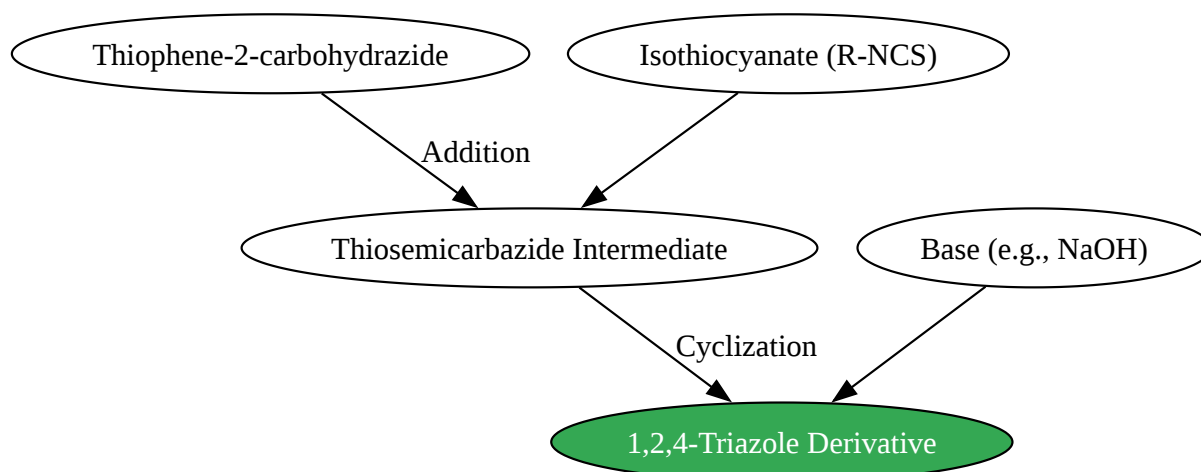 Thiophene-2-carbohydrazide
Isothiocyanate (R-NCS)
Addition
Thiosemicarbazide Intermediate
Base (e.g., NaOH)
Cyclization
1,2,4-Triazole Derivative